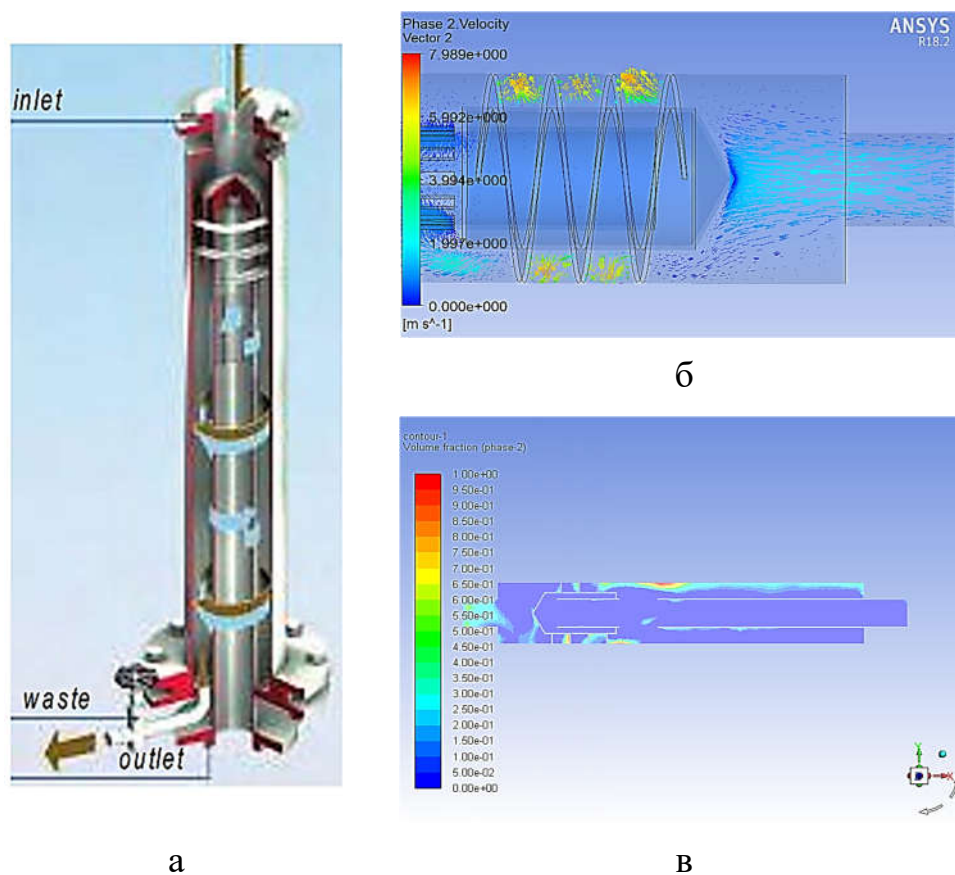 inlet
waste
outlet
а
Phase 2.Velocity
Vector 2
7.989e+000
5.992e+000
3.994e+000
1.997e+000
0.000e+000
[m s^-1]
ANSYS
R18.2
б
contour-1
Volume fraction (phase-2)
1.00e+00
9.50e-01
9.00e-01
8.50e-01
8.00e-01
7.50e-01
7.00e-01
6.50e-01
6.00e-01
5.50e-01
5.00e-01
4.50e-01
4.00e-01
3.50e-01
3.00e-01
2.50e-01
2.00e-01
1.50e-01
1.00e-01
5.00e-02
0.00e+00
Y
X
в